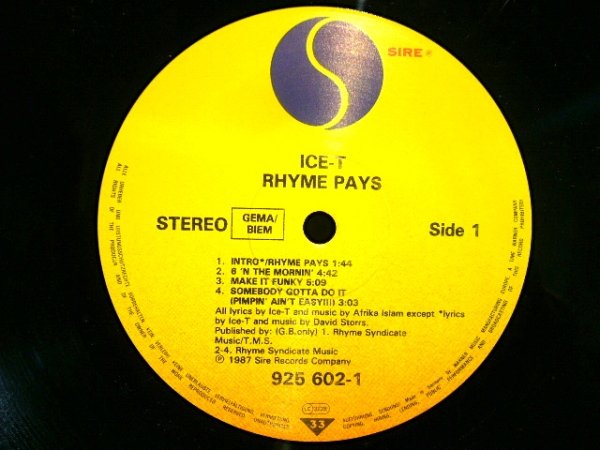 SIRE ®
ICE-T
RHYME PAYS
STEREO
GEMA/
BIEM
Side 1
1. INTRO*/RHYME PAYS 1:44
2. 6 'N THE MORNIN' 4:42
3. MAKE IT FUNKY 5:09
4. SOMEBODY GOTTA DO IT
(PIMPIN' AIN'T EASY!!!) 3:03
All lyrics by Ice-T and music by Afrika Islam except *lyrics
by Ice-T and music by David Storrs.
Published by: (G.B.only) 1. Rhyme Syndicate
Music/T.M.S.
2-4. Rhyme Syndicate Music
℗ 1987 Sire Records Company
925 602-1
33